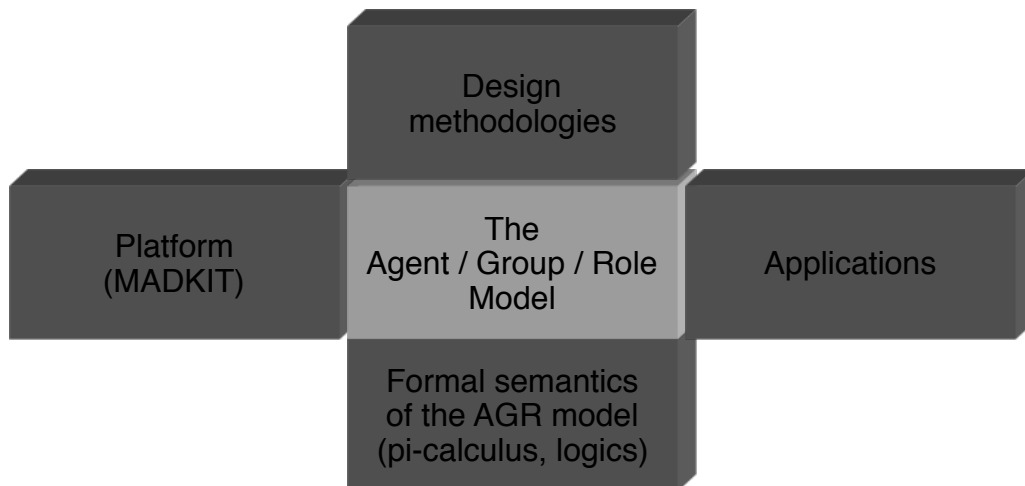 Design
methodologies
Platform
(MADKIT)
The
Agent / Group / Role
Model
Applications
Formal semantics
of the AGR model
(pi-calculus, logics)